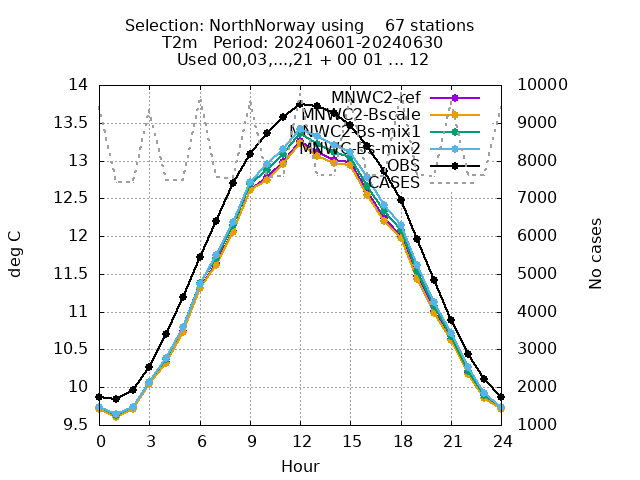 Selection: NorthNorway using    67 stations
T2m   Period: 20240601-20240630
Used 00,03,...,21 + 00 01 ... 12
14
13.5
13
12.5
12
11.5
11
10.5
10
9.5
10000
9000
8000
7000
6000
5000
4000
3000
2000
1000
MNWC2-ref
MNWC2-Bscale
MNWC2-Bs-mix1
MNWC-Bs-mix2
OBS
CASES
deg C
No cases
0 3 6 9 12 15 18 21 24
Hour